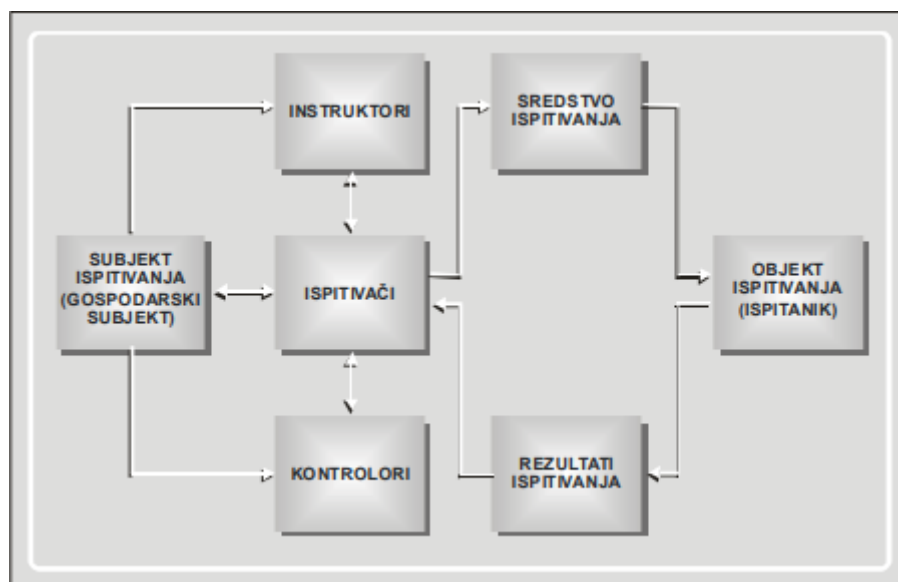 INSTRUKTORI
SREDSTVO
ISPITIVANJA
SUBJEKT
ISPITIVANJA
(GOSPODARSKI
SUBJEKT)
ISPITIVAČI
OBJEKT
ISPITIVANJA
(ISPITANIK)
KONTROLORI
REZULTATI
ISPITIVANJA